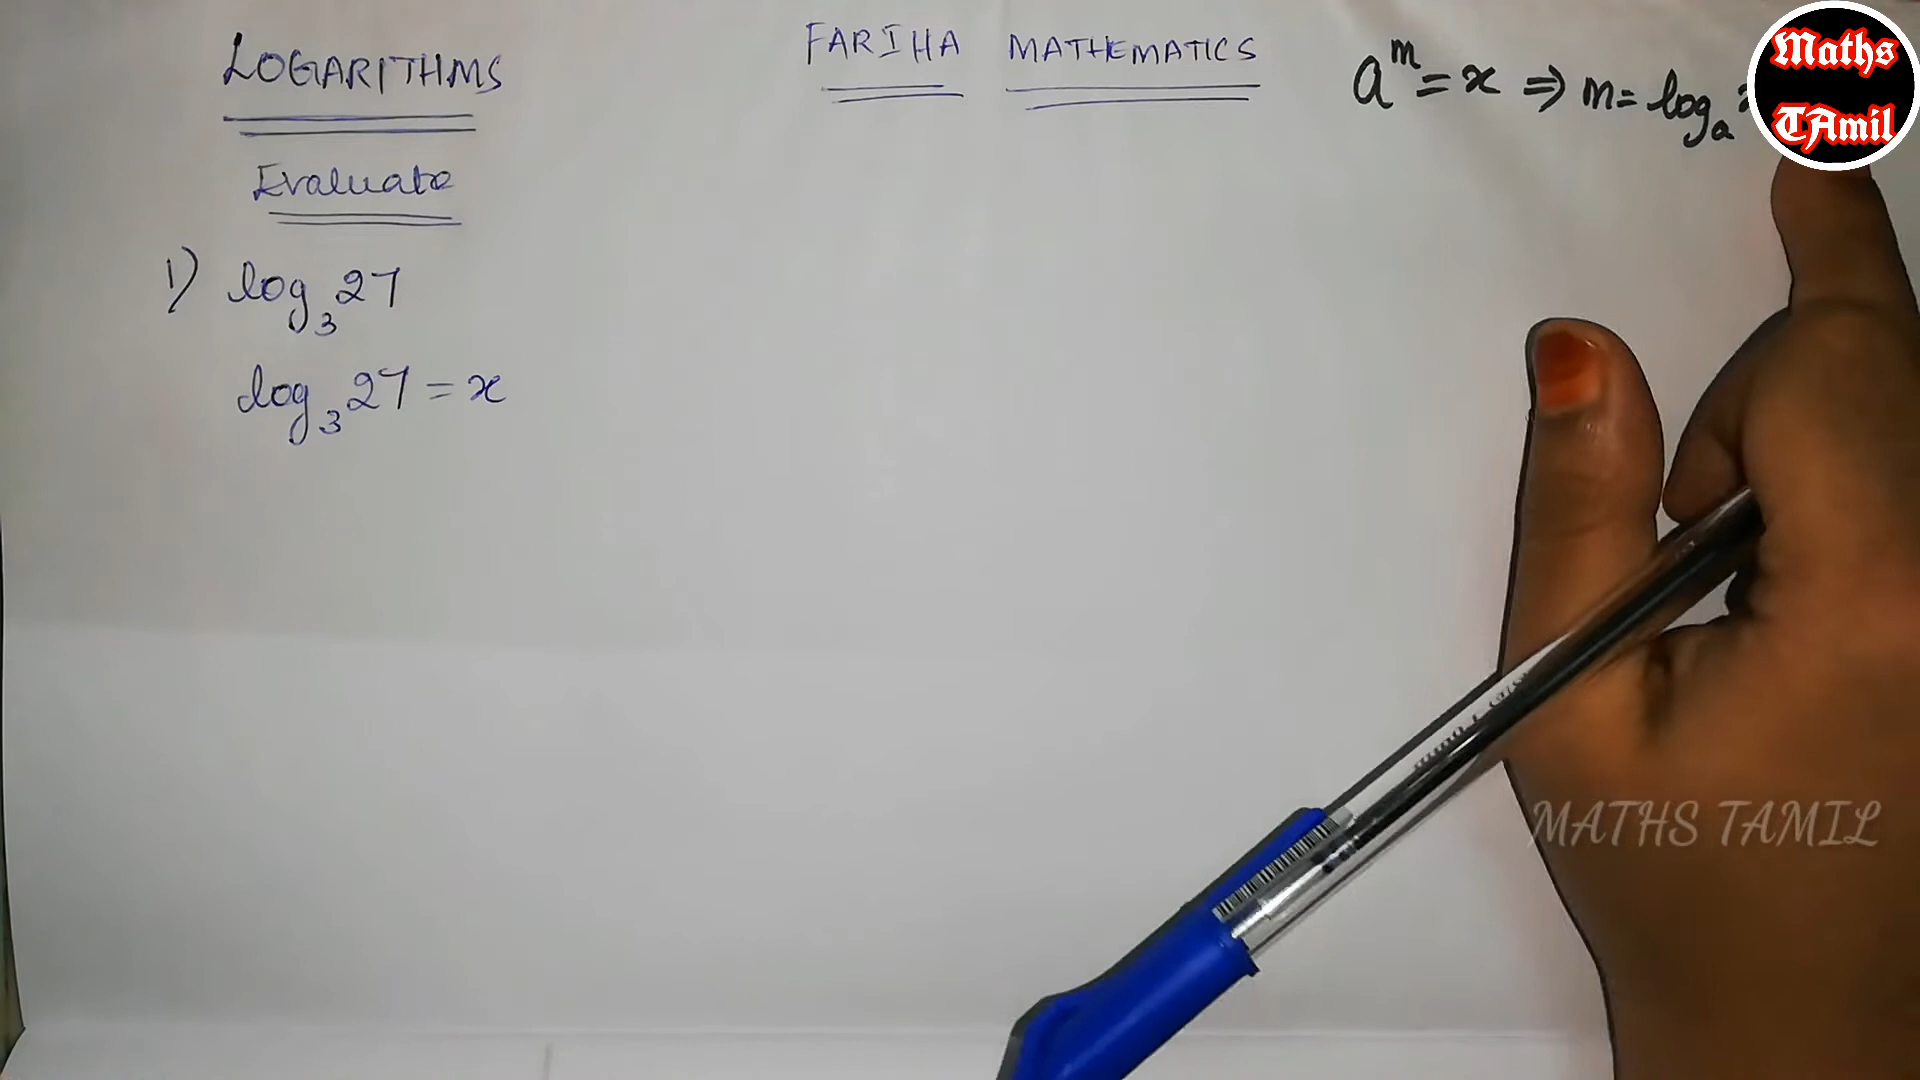 LOGARITHMS
FARIHA MATHEMATICS
a^m = x ⇒ m = log_a
Maths
TAmil
Evaluate
1) log_3 27
log_3 27 = x
MATHS TAMIL